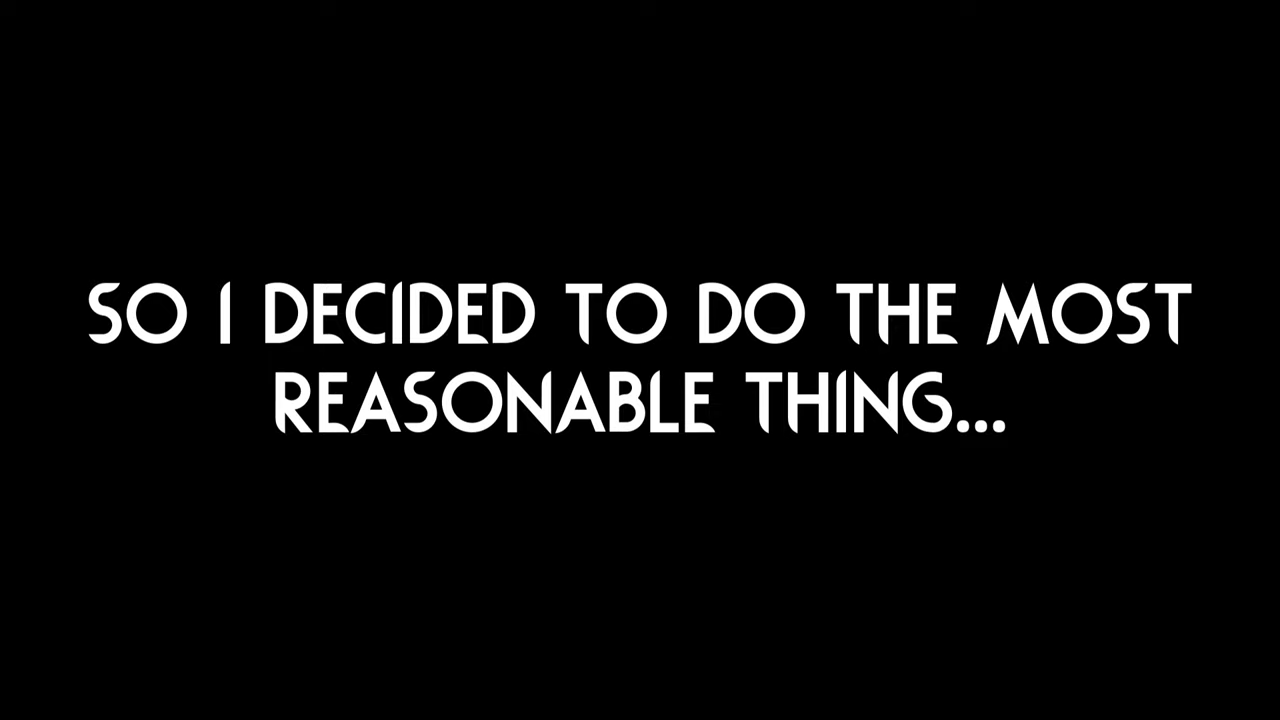 SO I DECIDED TO DO THE MOST
REASONABLE THING...